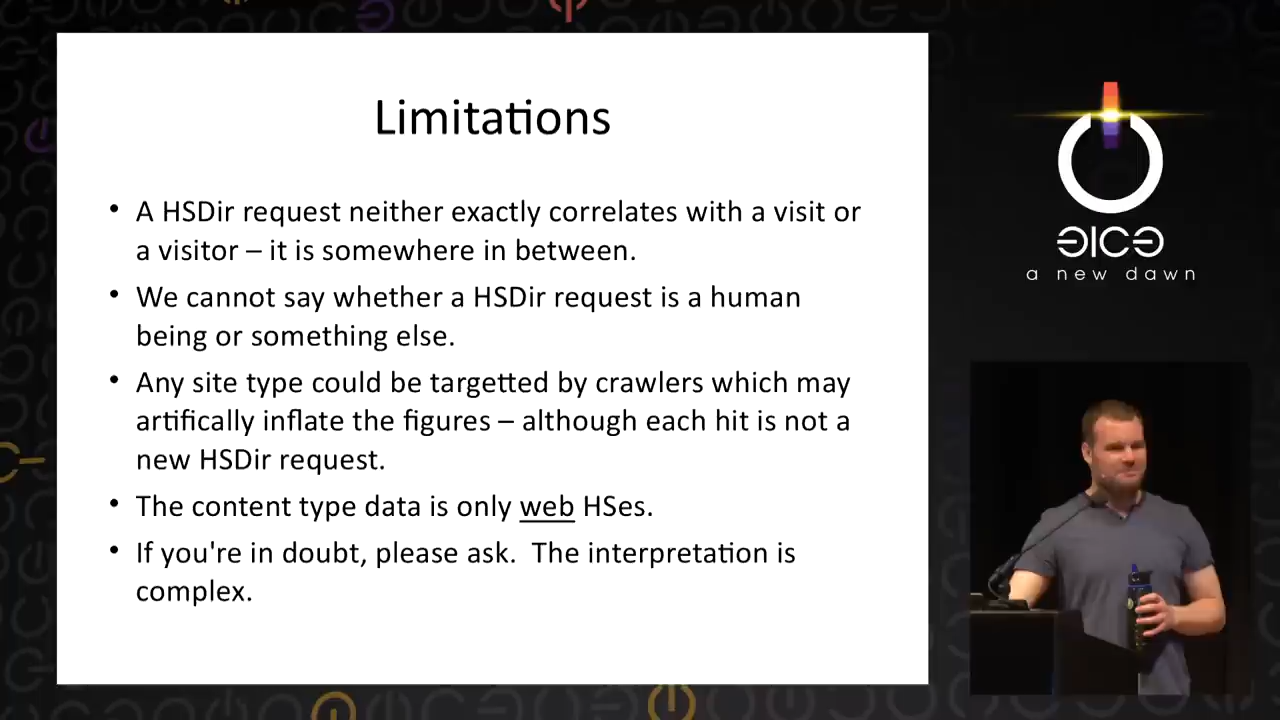 Limitations
• A HSDir request neither exactly correlates with a visit or
a visitor – it is somewhere in between.
• We cannot say whether a HSDir request is a human
being or something else.
• Any site type could be targetted by crawlers which may
artifically inflate the figures – although each hit is not a
new HSDir request.
• The content type data is only web HSes.
• If you're in doubt, please ask. The interpretation is
complex.
a new dawn